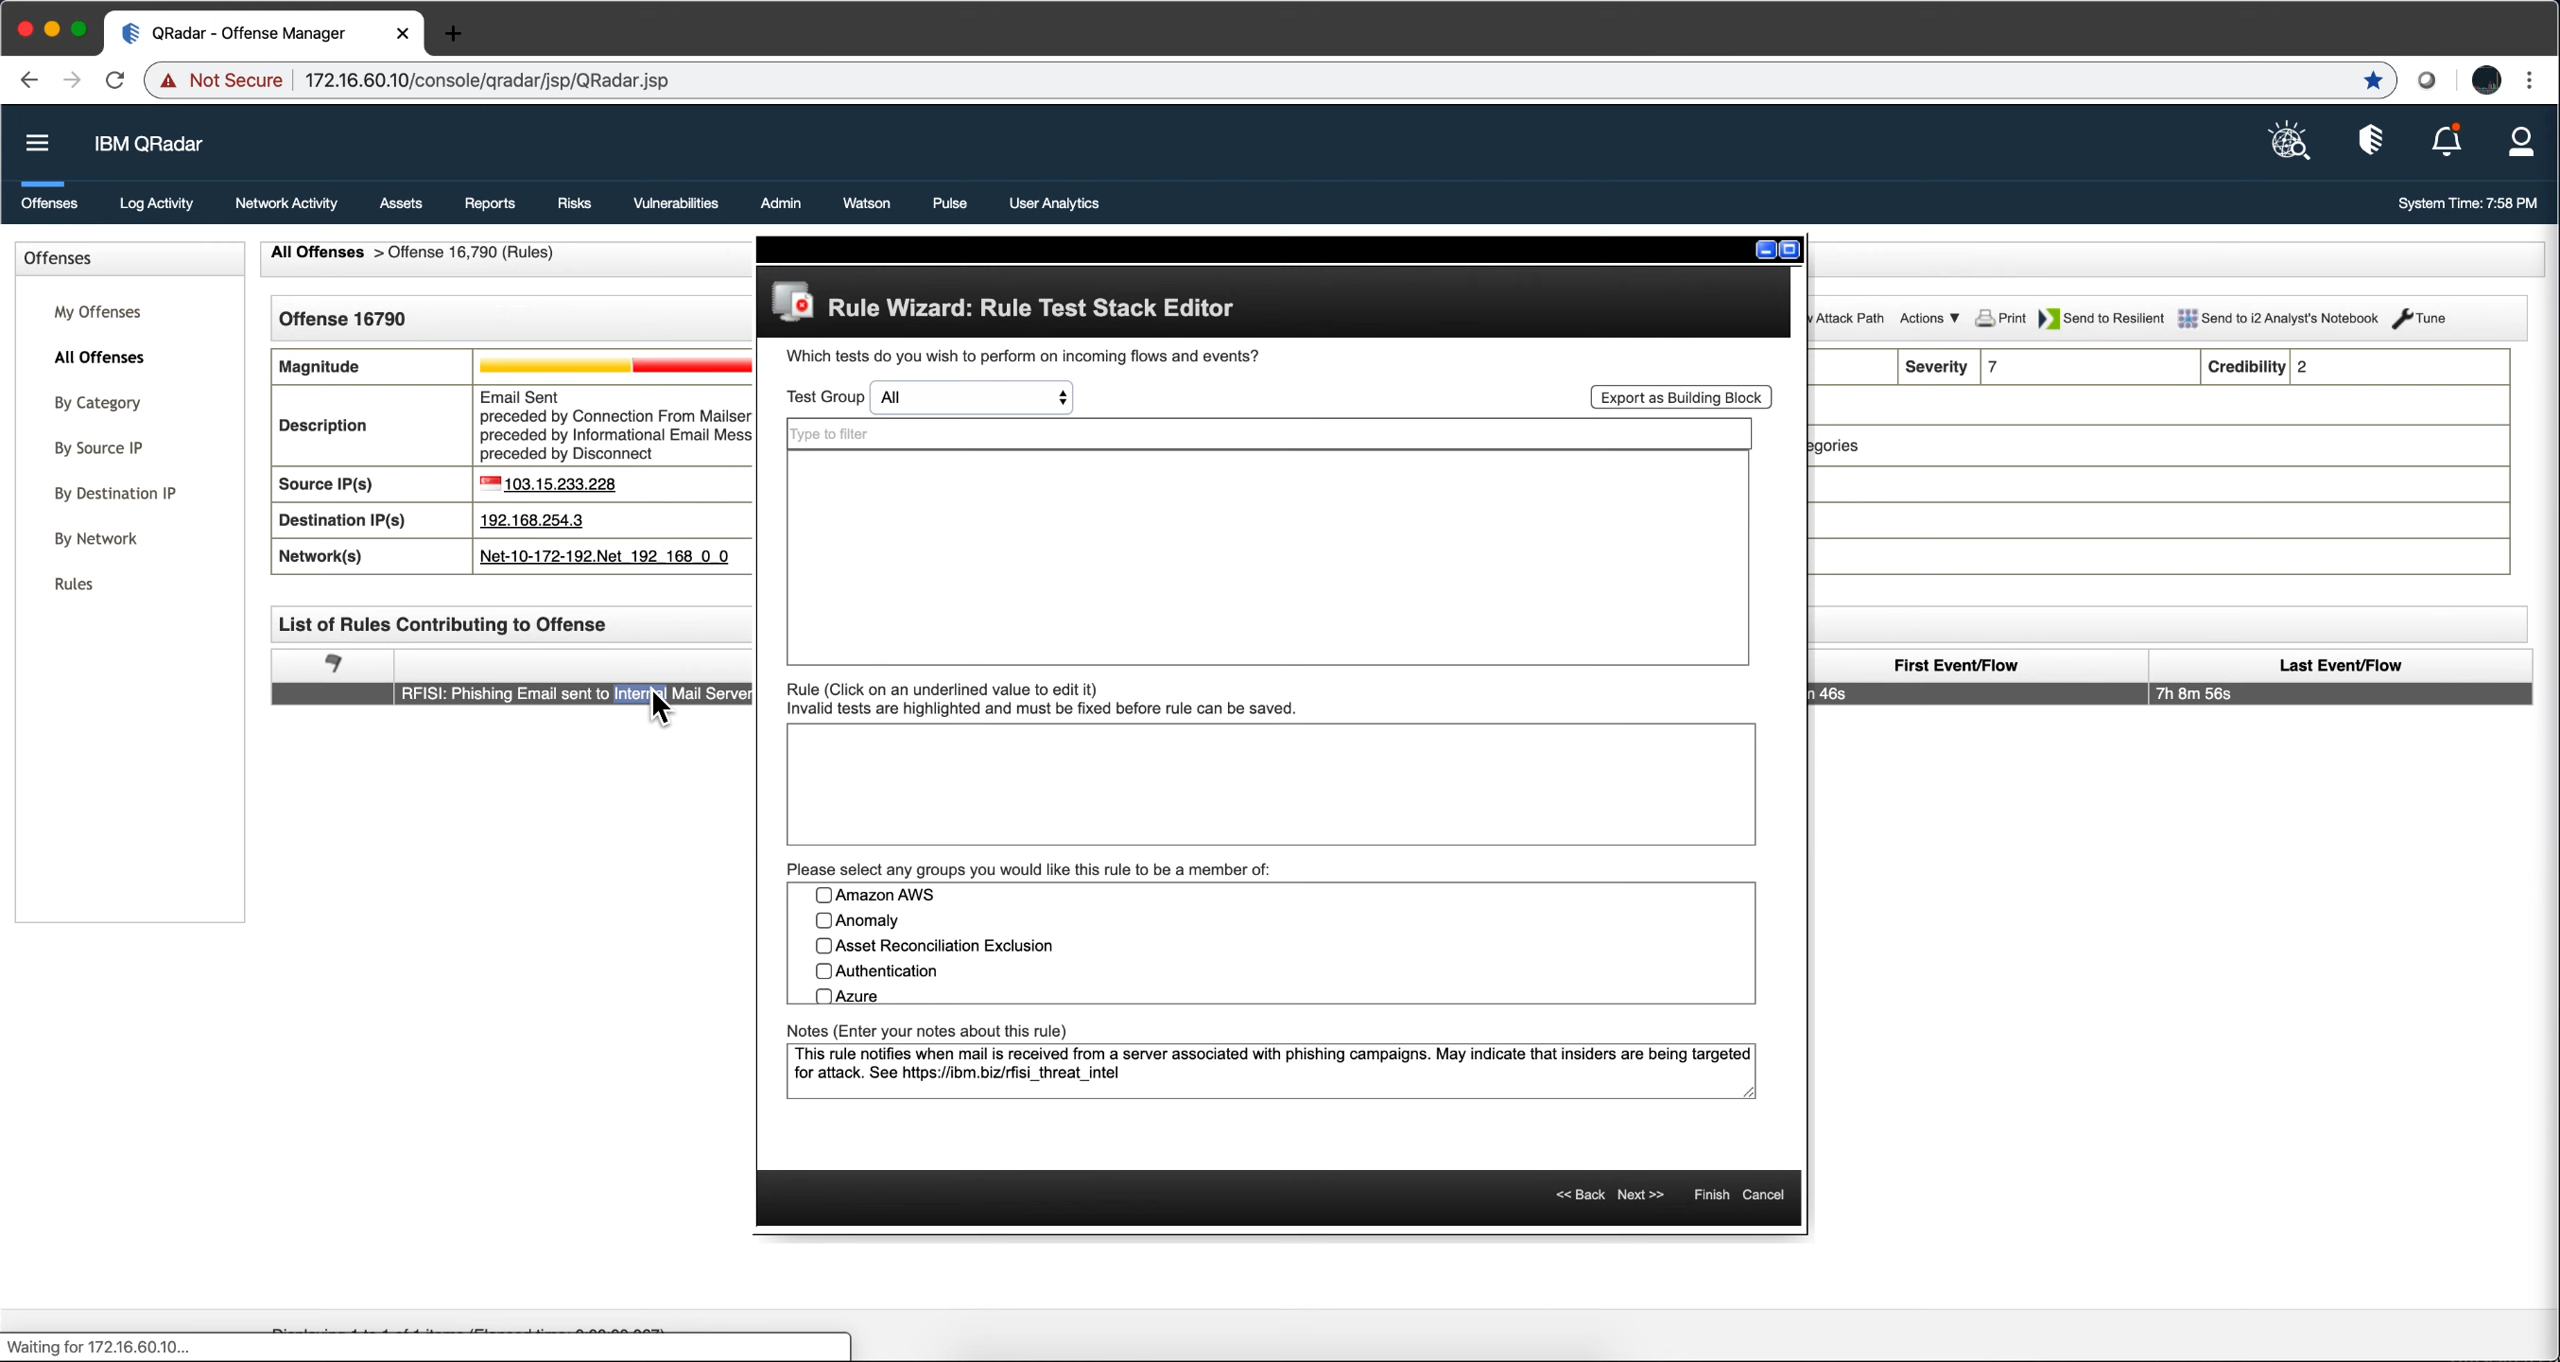 QRadar - Offense Manager
Not Secure 172.16.60.10/console/qradar/jsp/QRadar.jsp
IBM QRadar
Offenses Log Activity Network Activity Assets Reports Risks Vulnerabilities Admin Watson Pulse User Analytics System Time: 7:58 PM
Offenses
My Offenses
All Offenses
By Category
By Source IP
By Destination IP
By Network
Rules
All Offenses > Offense 16,790 (Rules)
Offense 16790
Attack Path Actions Print Send to Resilient Send to i2 Analyst's Notebook Tune
Magnitude
Severity 7 Credibility 2
Description
Email Sent
preceded by Connection From Mailser
preceded by Informational Email Mess
preceded by Disconnect
egories
Source IP(s) 103.15.233.228
Destination IP(s) 192.168.254.3
Network(s) Net-10-172-192.Net_192_168_0_0
List of Rules Contributing to Offense
First Event/Flow Last Event/Flow
RFISI: Phishing Email sent to Internal Mail Server
46s 7h 8m 56s
Rule Wizard: Rule Test Stack Editor
Which tests do you wish to perform on incoming flows and events?
Test Group All Export as Building Block
Type to filter
Rule (Click on an underlined value to edit it)
Invalid tests are highlighted and must be fixed before rule can be saved.
Please select any groups you would like this rule to be a member of:
Amazon AWS
Anomaly
Asset Reconciliation Exclusion
Authentication
Azure
Notes (Enter your notes about this rule)
This rule notifies when mail is received from a server associated with phishing campaigns. May indicate that insiders are being targeted
for attack. See https://ibm.biz/rfisi_threat_intel
<< Back Next >> Finish Cancel
Waiting for 172.16.60.10...